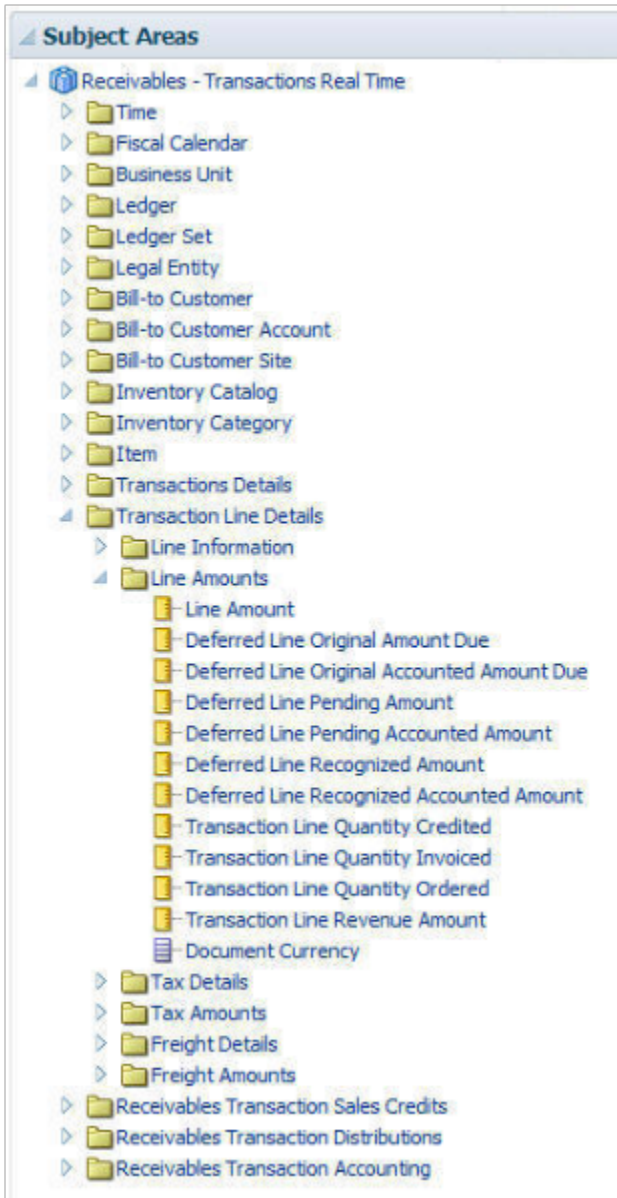 Subject Areas
Receivables - Transactions Real Time
Time
Fiscal Calendar
Business Unit
Ledger
Ledger Set
Legal Entity
Bill-to Customer
Bill-to Customer Account
Bill-to Customer Site
Inventory Catalog
Inventory Category
Item
Transactions Details
Transaction Line Details
Line Information
Line Amounts
Line Amount
Deferred Line Original Amount Due
Deferred Line Original Accounted Amount Due
Deferred Line Pending Amount
Deferred Line Pending Accounted Amount
Deferred Line Recognized Amount
Deferred Line Recognized Accounted Amount
Transaction Line Quantity Credited
Transaction Line Quantity Invoiced
Transaction Line Quantity Ordered
Transaction Line Revenue Amount
Document Currency
Tax Details
Tax Amounts
Freight Details
Freight Amounts
Receivables Transaction Sales Credits
Receivables Transaction Distributions
Receivables Transaction Accounting